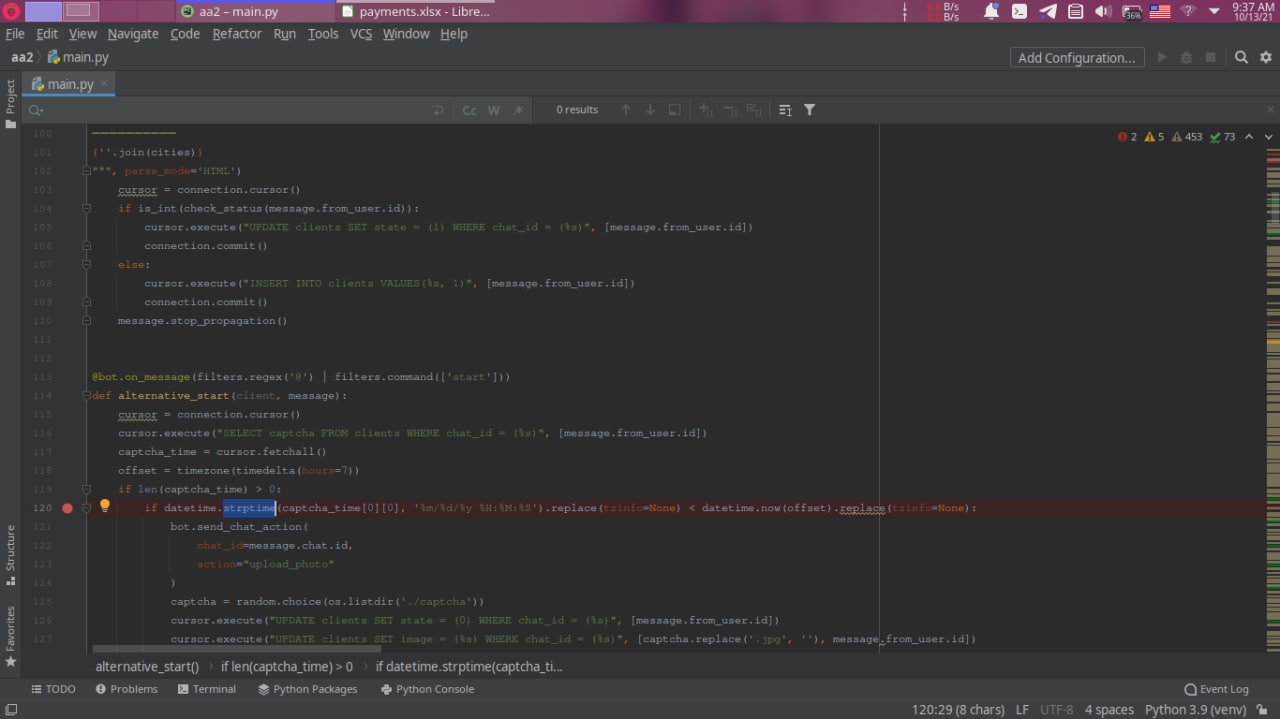 aa2 – main.py
payments.xlsx - Libre...
0.0 B/s
0.0 B/s
36%
9:37 AM
10/13/21
File Edit View Navigate Code Refactor Run Tools VCS Window Help
aa2 main.py
Add Configuration...
Project
main.py
Cc W .*
0 results
2 5 453 73
100 ——————————
101 {''.join(cities)}
102 """, parse_mode='HTML')
103 cursor = connection.cursor()
104 if is_int(check_status(message.from_user.id)):
105 cursor.execute("UPDATE clients SET state = (1) WHERE chat_id = (%s)", [message.from_user.id])
106 connection.commit()
107 else:
108 cursor.execute("INSERT INTO clients VALUES(%s, 1)", [message.from_user.id])
109 connection.commit()
110 message.stop_propagation()
111
112
113 @bot.on_message(filters.regex('@') | filters.command(['start']))
114 def alternative_start(client, message):
115 cursor = connection.cursor()
116 cursor.execute("SELECT captcha FROM clients WHERE chat_id = (%s)", [message.from_user.id])
117 captcha_time = cursor.fetchall()
118 offset = timezone(timedelta(hours=7))
119 if len(captcha_time) > 0:
120 if datetime.strptime(captcha_time[0][0], '%m/%d/%y %H:%M:%S').replace(tzinfo=None) < datetime.now(offset).replace(tzinfo=None):
121 bot.send_chat_action(
122 chat_id=message.chat.id,
123 action="upload_photo"
124 )
125 captcha = random.choice(os.listdir('./captcha'))
126 cursor.execute("UPDATE clients SET state = (0) WHERE chat_id = (%s)", [message.from_user.id])
127 cursor.execute("UPDATE clients SET image = (%s) WHERE chat_id = (%s)", [captcha.replace('.jpg', ''), message.from_user.id])
Structure
Favorites
alternative_start() › if len(captcha_time) > 0 › if datetime.strptime(captcha_ti...
TODO Problems Terminal Python Packages Python Console Event Log
120:29 (8 chars) LF UTF-8 4 spaces Python 3.9 (venv)